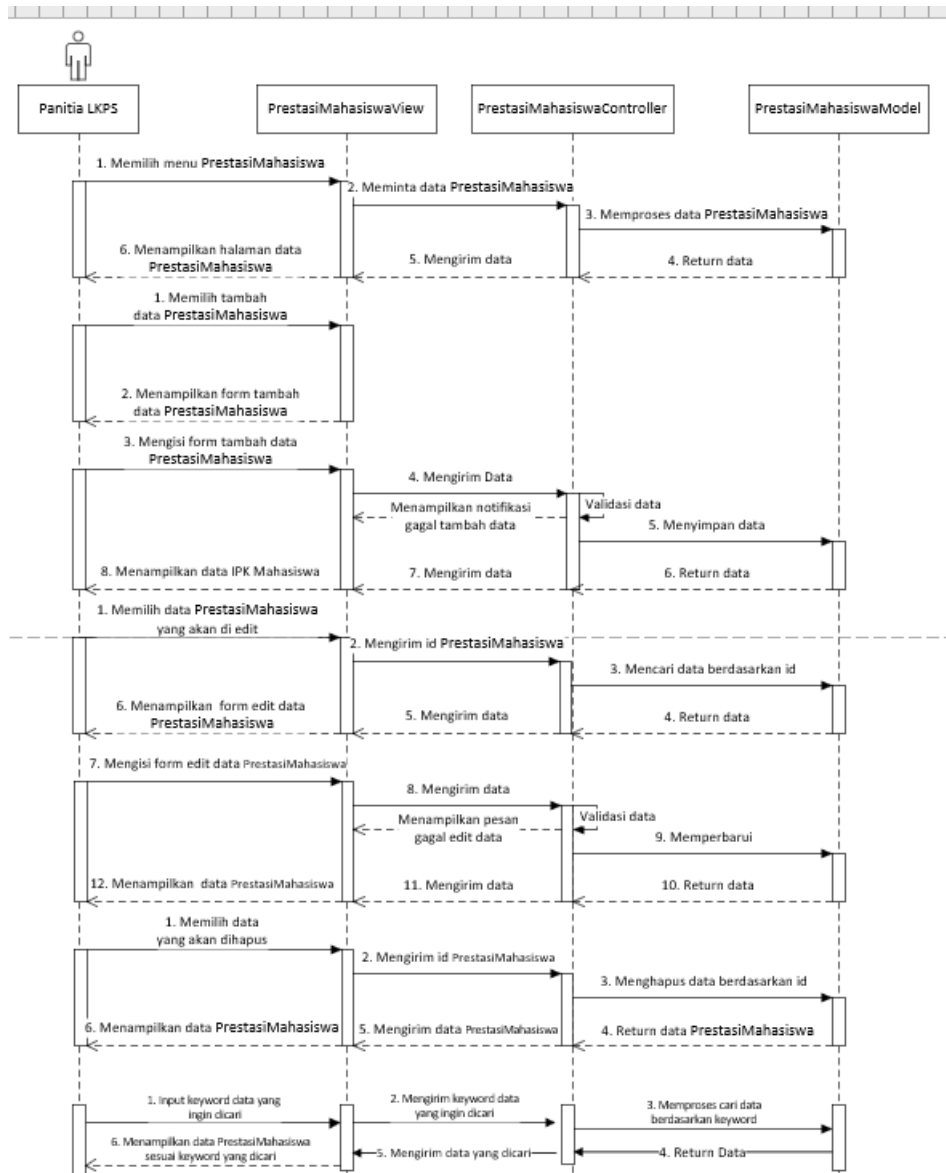 Panitia LKPS
PrestasiMahasiswaView
PrestasiMahasiswaController
PrestasiMahasiswaModel
1. Memilih menu PrestasiMahasiswa
2. Meminta data PrestasiMahasiswa
3. Memproses data PrestasiMahasiswa
6. Menampilkan halaman data
PrestasiMahasiswa
5. Mengirim data
4. Return data
1. Memilih tambah
data PrestasiMahasiswa
2. Menampilkan form tambah
data PrestasiMahasiswa
3. Mengisi form tambah data
PrestasiMahasiswa
4. Mengirim Data
Menampilkan notifikasi
gagal tambah data
Validasi data
5. Menyimpan data
8. Menampilkan data IPK Mahasiswa
7. Mengirim data
6. Return data
1. Memilih data PrestasiMahasiswa
yang akan di edit
2. Mengirim id PrestasiMahasiswa
3. Mencari data berdasarkan id
6. Menampilkan form edit data
PrestasiMahasiswa
5. Mengirim data
4. Return data
7. Mengisi form edit data PrestasiMahasiswa
8. Mengirim data
Menampilkan pesan
gagal edit data
Validasi data
9. Memperbarui
12. Menampilkan data PrestasiMahasiswa
11. Mengirim data
10. Return data
1. Memilih data
yang akan dihapus
2. Mengirim id PrestasiMahasiswa
3. Menghapus data berdasarkan id
6. Menampilkan data PrestasiMahasiswa
5. Mengirim data PrestasiMahasiswa
4. Return data PrestasiMahasiswa
1. Input keyword data yang
ingin dicari
2. Mengirim keyword data
yang ingin dicari
3. Memproses cari data
berdasarkan keyword
6. Menampilkan data PrestasiMahasiswa
sesuai keyword yang dicari
5. Mengirim data yang dicari
4. Return Data